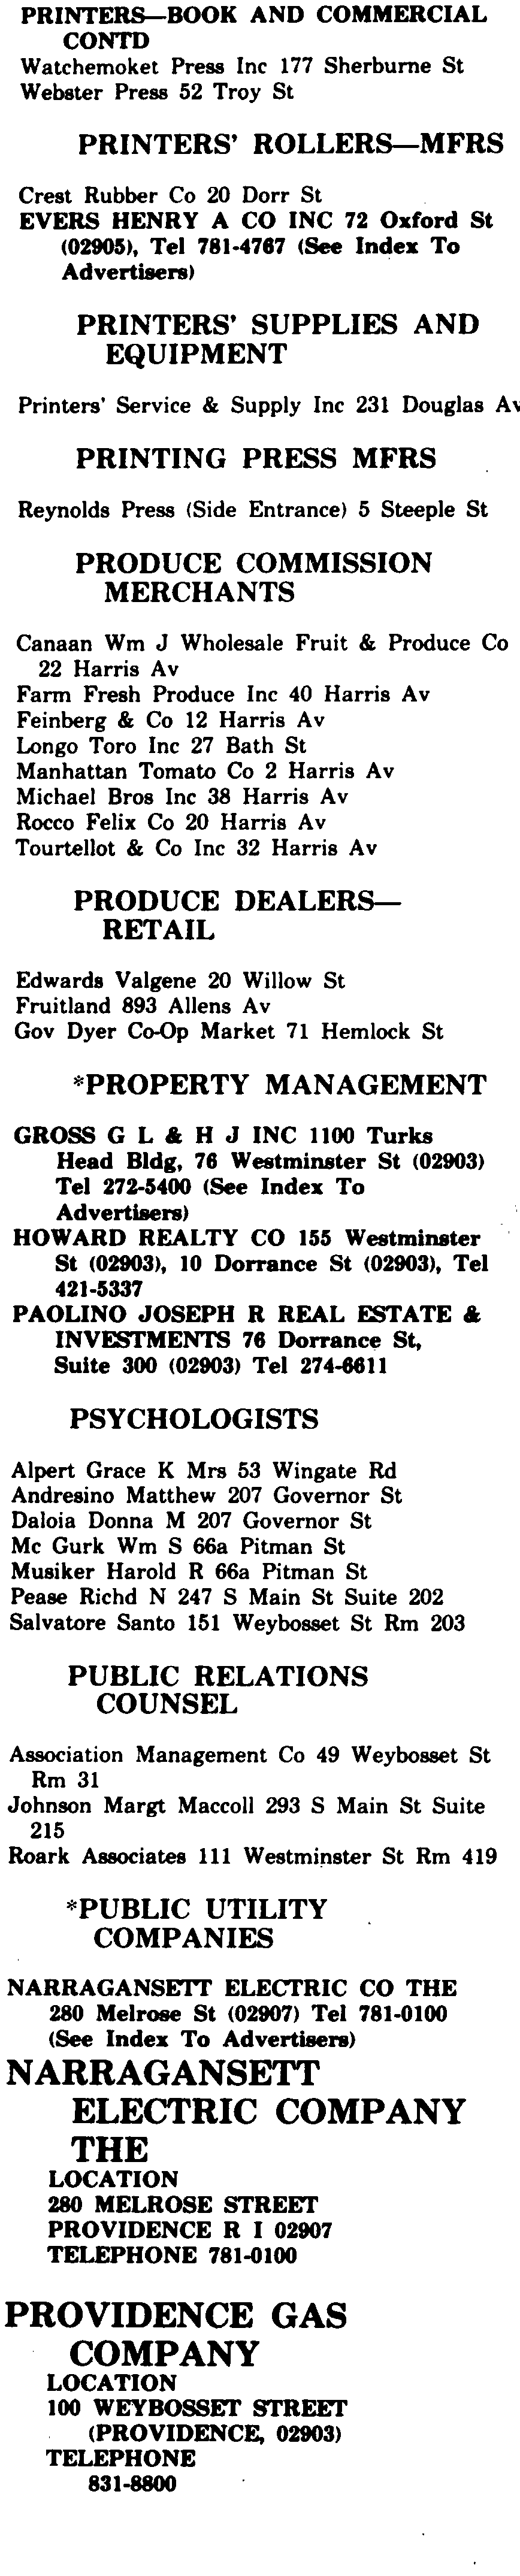 PRINTERS—BOOK AND COMMERCIAL
CONTD
Watchemoket Press Inc 177 Sherburne St
Webster Press 52 Troy St
PRINTERS' ROLLERS—MFRS
Crest Rubber Co 20 Dorr St
EVERS HENRY A CO INC 72 Oxford St
(02905), Tel 781-4767 (See Index To
Advertisers)
PRINTERS' SUPPLIES AND
EQUIPMENT
Printers' Service & Supply Inc 231 Douglas Av
PRINTING PRESS MFRS
Reynolds Press (Side Entrance) 5 Steeple St
PRODUCE COMMISSION
MERCHANTS
Canaan Wm J Wholesale Fruit & Produce Co
22 Harris Av
Farm Fresh Produce Inc 40 Harris Av
Feinberg & Co 12 Harris Av
Longo Toro Inc 27 Bath St
Manhattan Tomato Co 2 Harris Av
Michael Bros Inc 38 Harris Av
Rocco Felix Co 20 Harris Av
Tourtellot & Co Inc 32 Harris Av
PRODUCE DEALERS—
RETAIL
Edwards Valgene 20 Willow St
Fruitland 893 Allens Av
Gov Dyer Co-Op Market 71 Hemlock St
*PROPERTY MANAGEMENT
GROSS G L & H J INC 1100 Turks
Head Bldg, 76 Westminster St (02903)
Tel 272-5400 (See Index To
Advertisers)
HOWARD REALTY CO 155 Westminster
St (02903), 10 Dorrance St (02903), Tel
421-5337
PAOLINO JOSEPH R REAL ESTATE &
INVESTMENTS 76 Dorrance St,
Suite 300 (02903) Tel 274-6611
PSYCHOLOGISTS
Alpert Grace K Mrs 53 Wingate Rd
Andresino Matthew 207 Governor St
Daloia Donna M 207 Governor St
Mc Gurk Wm S 66a Pitman St
Musiker Harold R 66a Pitman St
Pease Richd N 247 S Main St Suite 202
Salvatore Santo 151 Weybosset St Rm 203
PUBLIC RELATIONS
COUNSEL
Association Management Co 49 Weybosset St
Rm 31
Johnson Margt Maccoll 293 S Main St Suite
215
Roark Associates 111 Westminster St Rm 419
*PUBLIC UTILITY
COMPANIES
NARRAGANSETT ELECTRIC CO THE
280 Melrose St (02907) Tel 781-0100
(See Index To Advertisers)
NARRAGANSETT
ELECTRIC COMPANY
THE
LOCATION
280 MELROSE STREET
PROVIDENCE R I 02907
TELEPHONE 781-0100
PROVIDENCE GAS
COMPANY
LOCATION
100 WEYBOSSET STREET
(PROVIDENCE, 02903)
TELEPHONE
831-8800